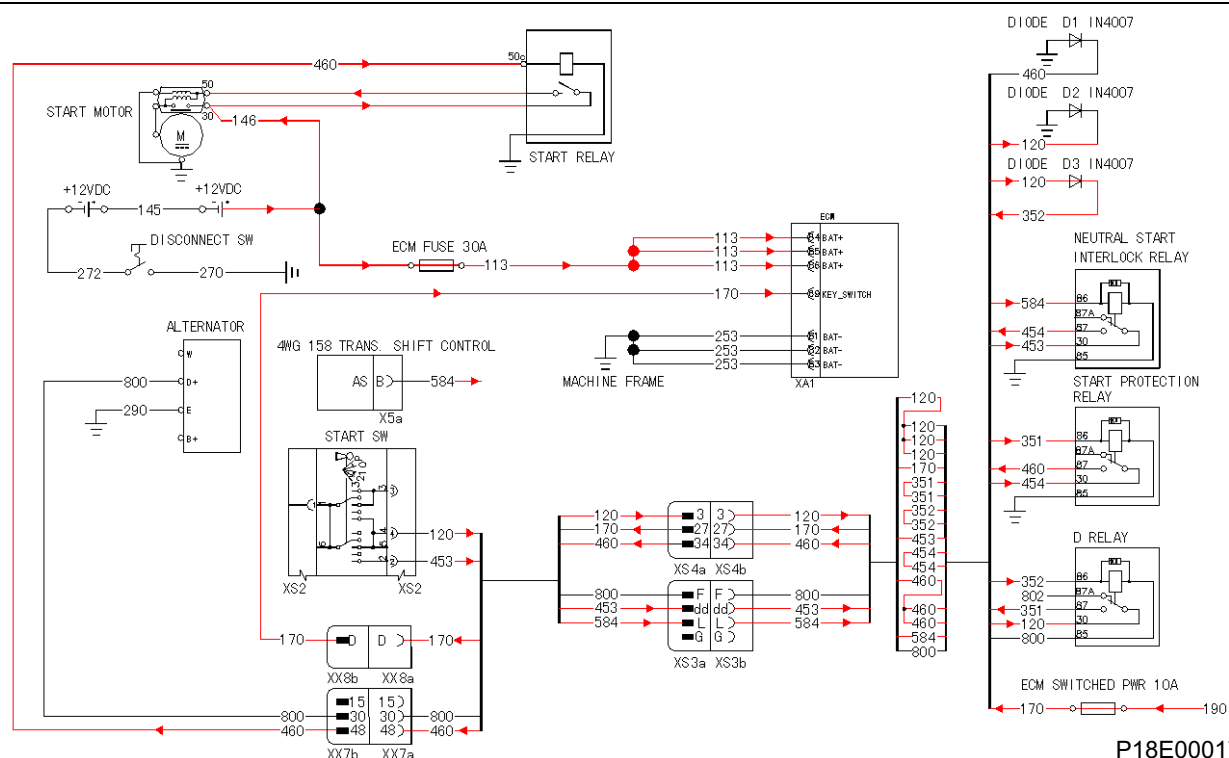 DIODE D1 IN4007
460
DIODE D2 IN4007
120
DIODE D3 IN4007
120
352
460
50c
START RELAY
START MOTOR
50
30
M
146
+12VDC
+12VDC
145
DISCONNECT SW
272
270
ECM FUSE 30A
113
ECM
113
BAT+
113
BAT+
113
BAT+
170
KEY_SWITCH
253
BAT-
253
BAT-
253
BAT-
MACHINE FRAME
XA1
NEUTRAL START
INTERLOCK RELAY
584
86
87A
454
87
453
30
85
ALTERNATOR
W
800
D+
290
E
B+
4WG 158 TRANS. SHIFT CONTROL
AS B
584
X5a
START PROTECTION
RELAY
351
86
87A
460
87
454
30
85
START SW
120
453
XS2
XS2
120
3
3
120
170
27
27
170
460
34
34
460
XS4a
XS4b
800
F
F
800
453
dd
dd
453
584
L
L
584
G
G
XS3a
XS3b
120
120
120
120
170
351
351
352
352
453
454
454
460
460
460
584
800
D RELAY
352
86
802
87A
351
87
120
30
800
85
170
D
D
170
XX8b
XX8a
15
15
800
30
30
800
460
48
48
460
XX7b
XX7a
ECM SWITCHED PWR 10A
170
190
P18E0001